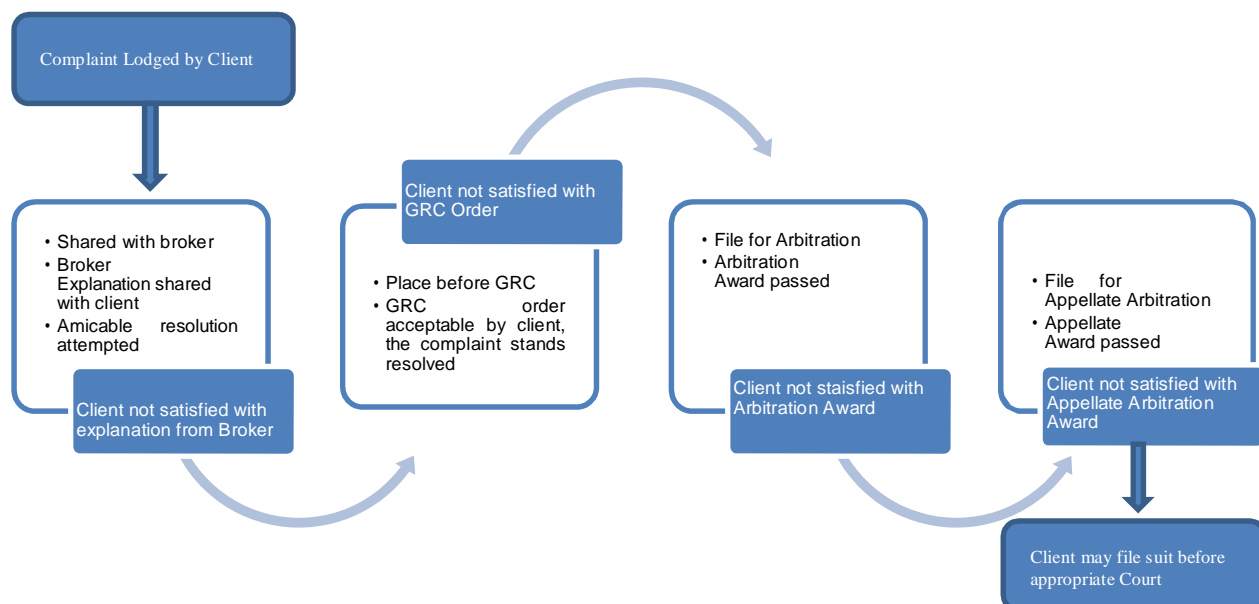 Complaint Lodged by Client
• Shared with broker
• Broker
Explanation shared
with client
• Amicable resolution
attempted
Client not satisfied with
explanation from Broker
Client not satisfied with
GRC Order
• Place before GRC
• GRC order
acceptable by client,
the complaint stands
resolved
• File for Arbitration
• Arbitration
Award passed
Client not staisfied with
Arbitration Award
• File for
Appellate Arbitration
• Appellate
Award passed
Client not satisfied with
Appellate Arbitration
Award
Client may file suit before
appropriate Court